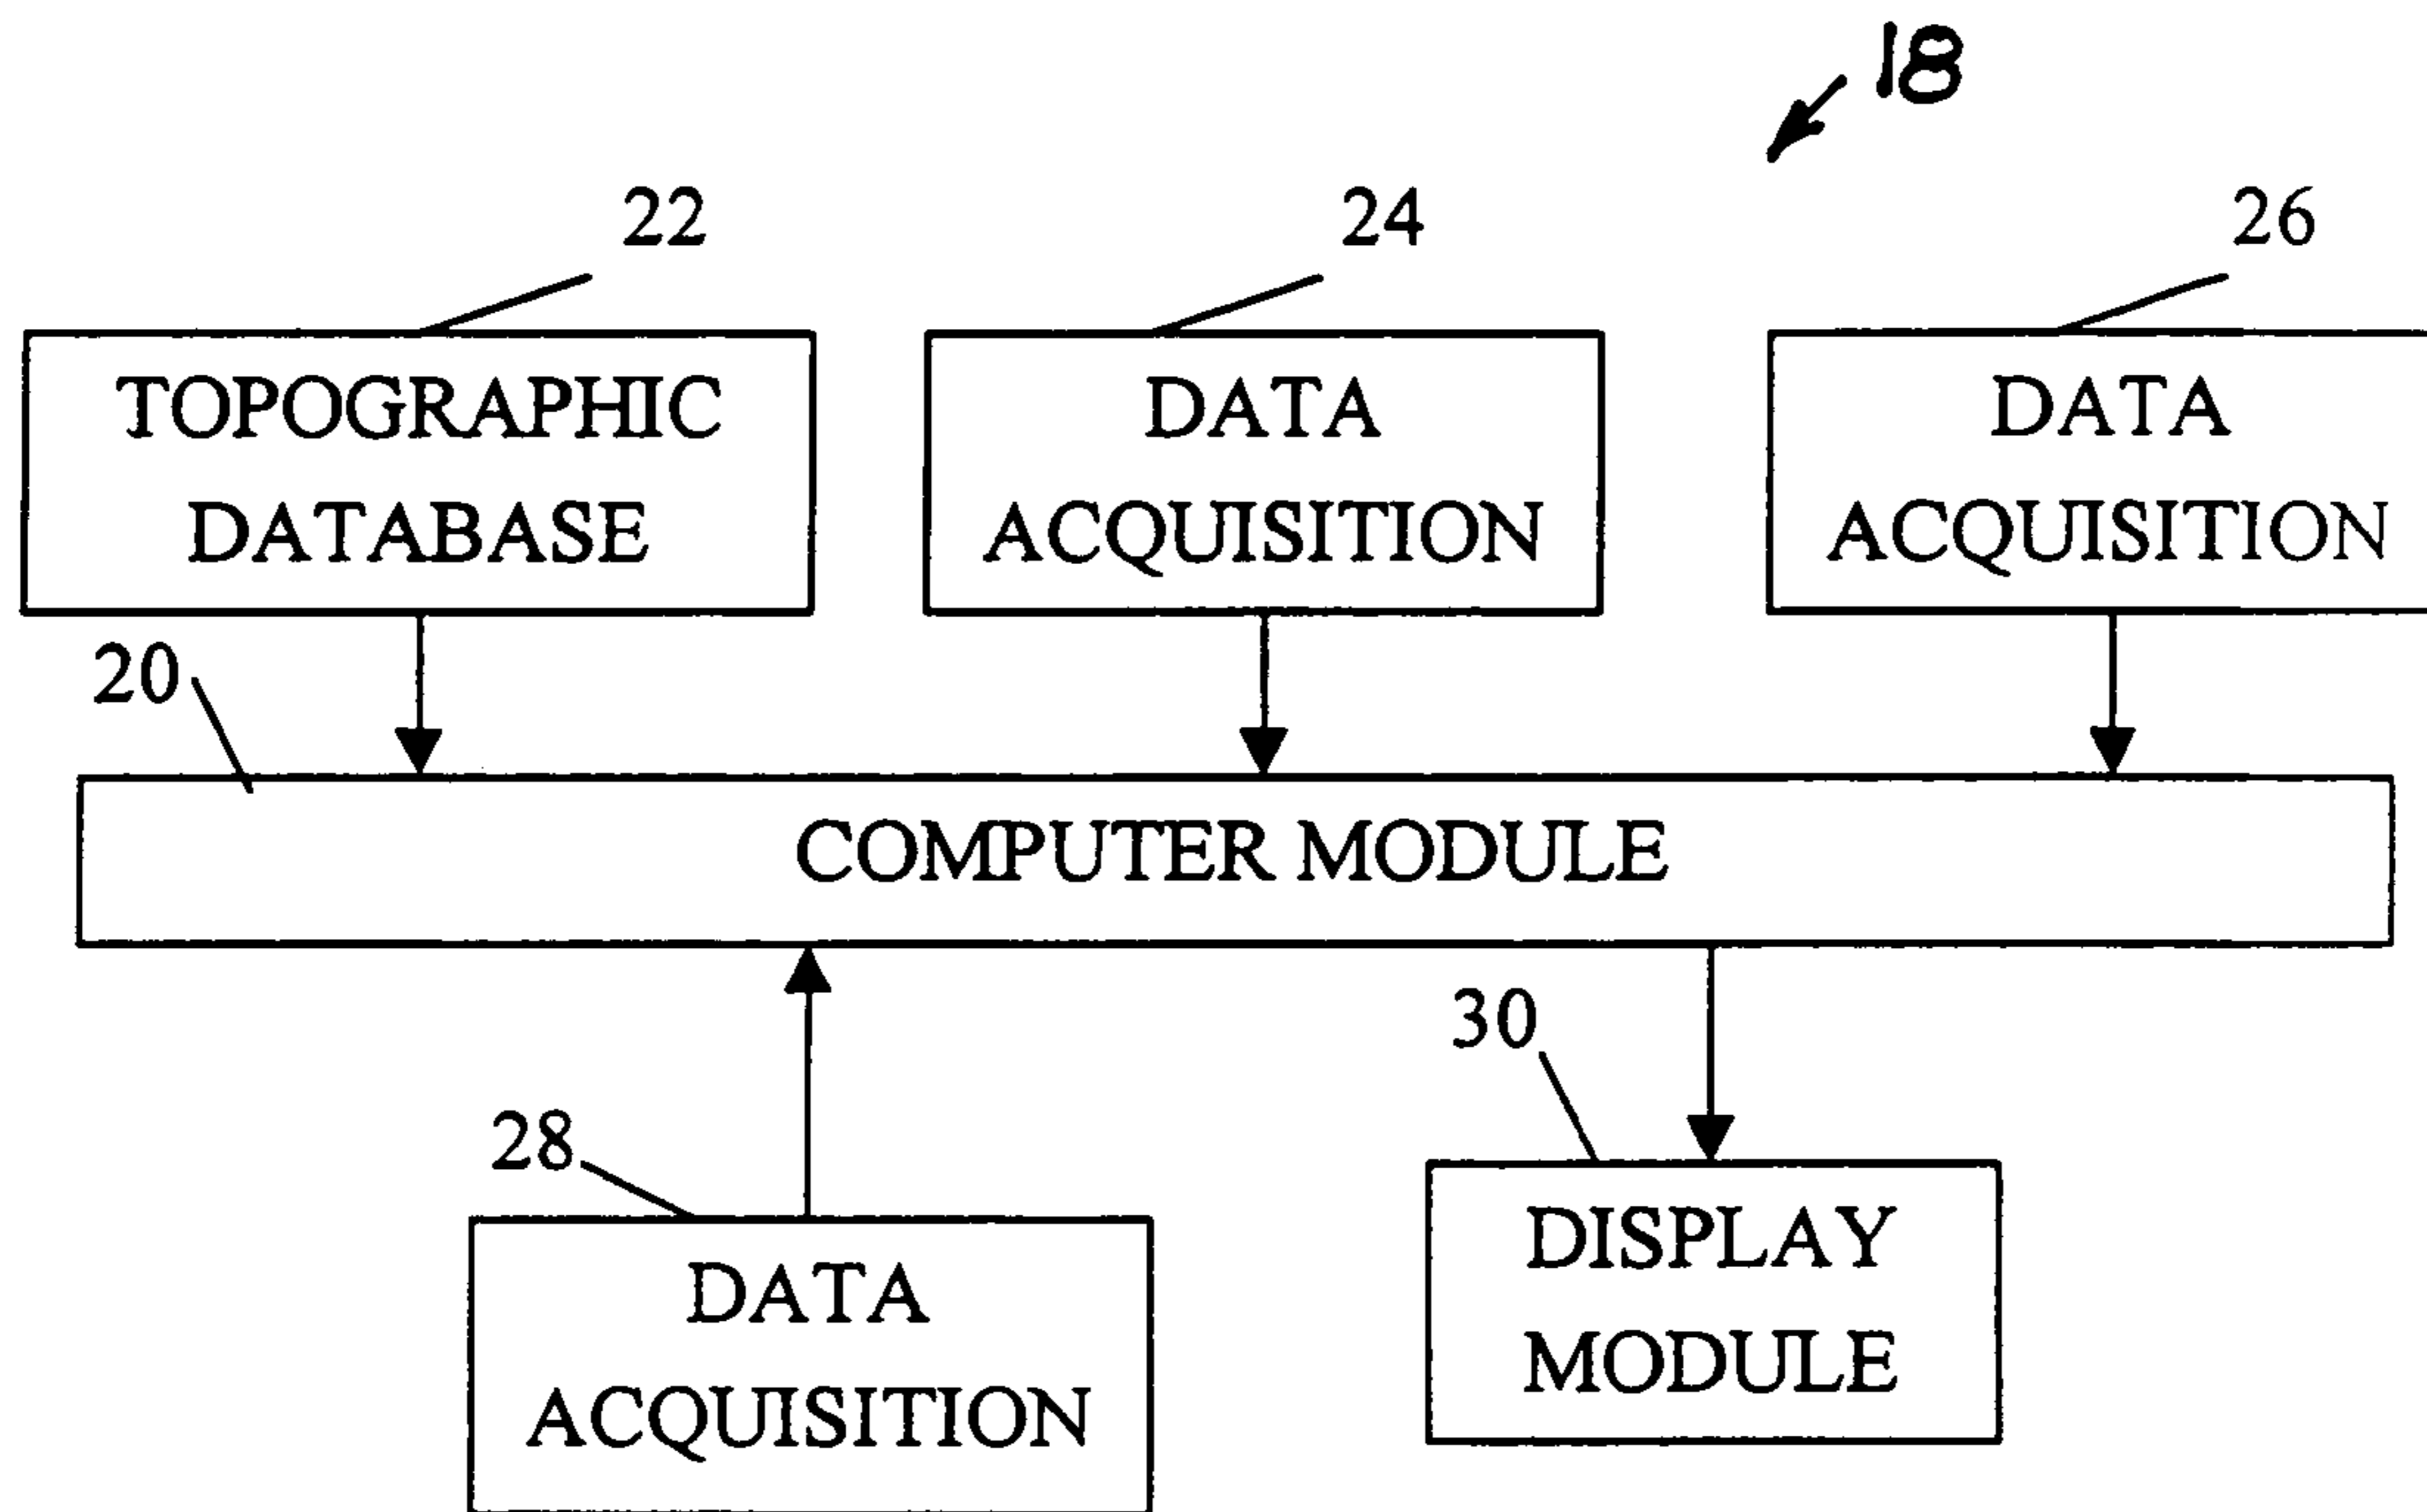 18
22
24
26
TOPOGRAPHIC
DATABASE
DATA
ACQUISITION
DATA
ACQUISITION
20
COMPUTER MODULE
30
28
DATA
ACQUISITION
DISPLAY
MODULE